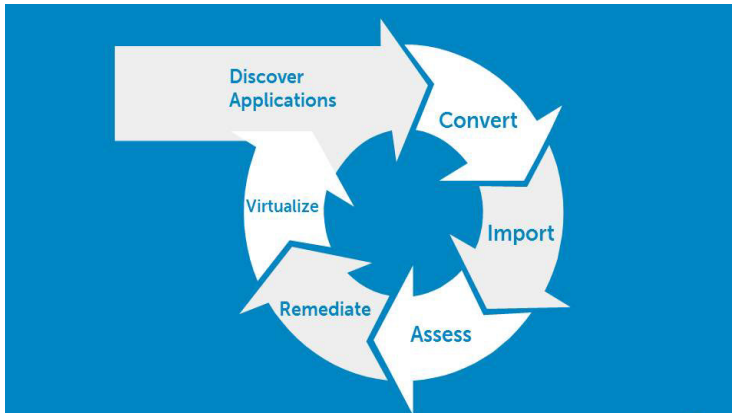 Discover
Applications
Convert
Import
Assess
Remediate
Virtualize